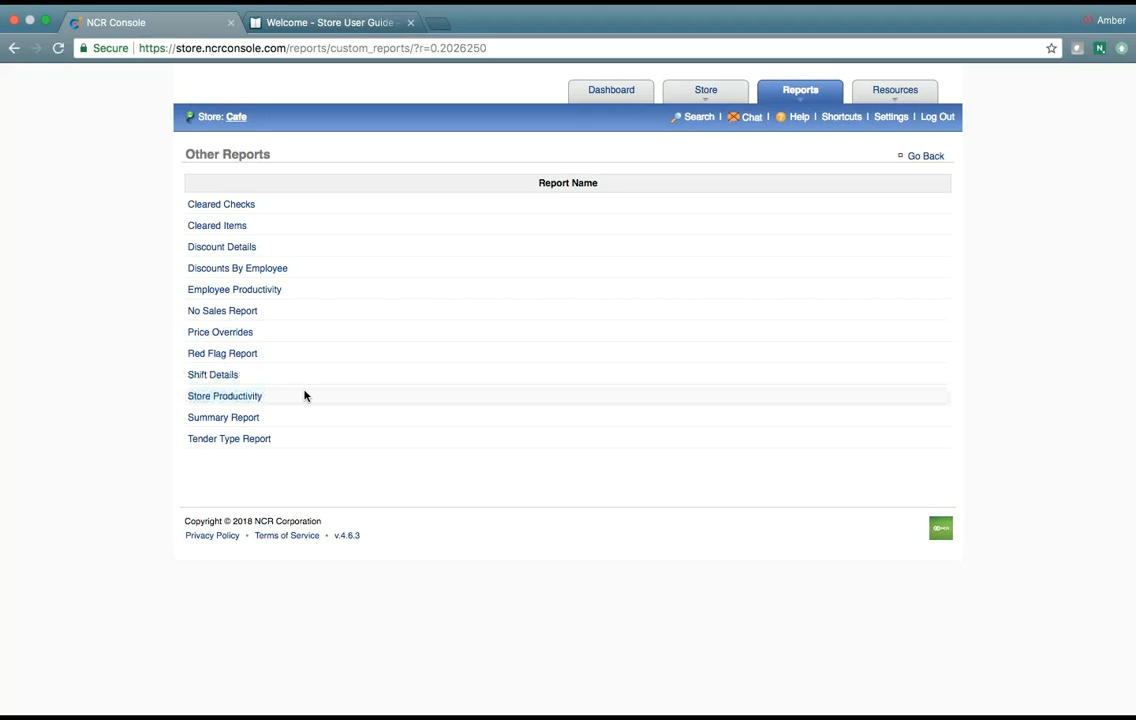 NCR Console
Welcome - Store User Guide -
Amber
Secure
https://store.ncrconsole.com/reports/custom_reports/?r=0.2026250
Dashboard
Store
Reports
Resources
Store: Cafe
Search | Chat | Help | Shortcuts | Settings | Log Out
Other Reports
Go Back
Report Name
Cleared Checks
Cleared Items
Discount Details
Discounts By Employee
Employee Productivity
No Sales Report
Price Overrides
Red Flag Report
Shift Details
Store Productivity
Summary Report
Tender Type Report
Copyright © 2018 NCR Corporation
Privacy Policy • Terms of Service • v.4.6.3